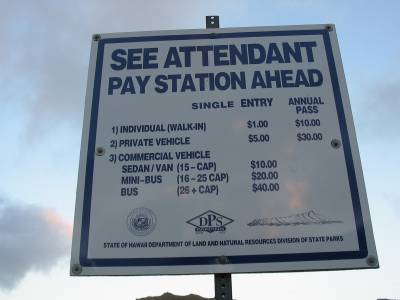 SEE ATTENDANT
PAY STATION AHEAD
SINGLE ENTRY ANNUAL PASS
1) INDIVIDUAL (WALK-IN) $1.00 $10.00
2) PRIVATE VEHICLE $5.00 $30.00
3) COMMERCIAL VEHICLE
SEDAN/VAN (15 - CAP) $10.00
MINI-BUS (16 - 25 CAP) $20.00
BUS (26 + CAP) $40.00
DPS
STATE OF HAWAII DEPARTMENT OF LAND AND NATURAL RESOURCES DIVISION OF STATE PARKS